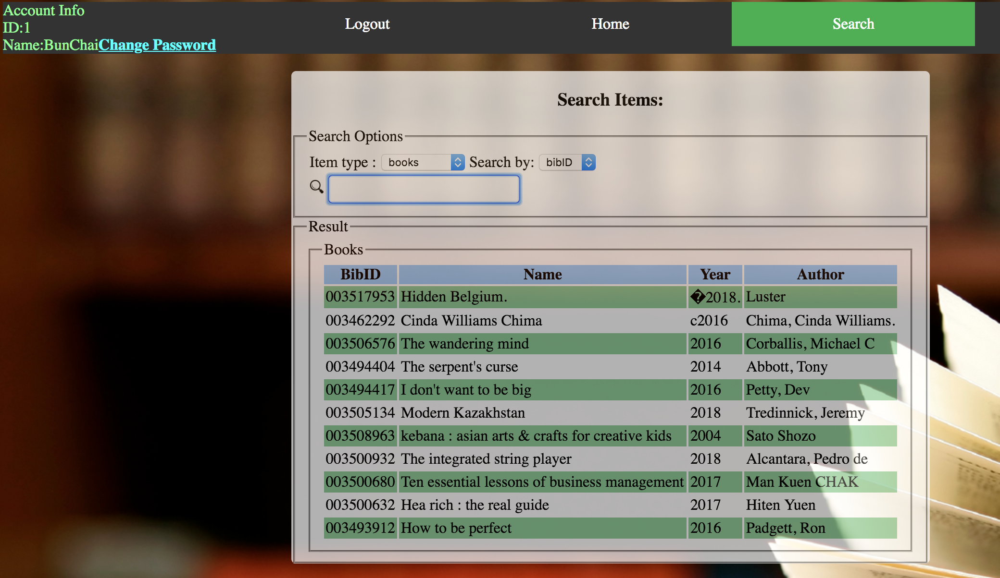 Account Info
ID:1
Name:BunChaiChange Password
Logout
Home
Search
Search Items:
Search Options
Item type : books Search by: bibID
Result
Books
BibID Name Year Author
003517953 Hidden Belgium. �2018. Luster
003462292 Cinda Williams Chima c2016 Chima, Cinda Williams.
003506576 The wandering mind 2016 Corballis, Michael C
003494404 The serpent's curse 2014 Abbott, Tony
003494417 I don't want to be big 2016 Petty, Dev
003505134 Modern Kazakhstan 2018 Tredinnick, Jeremy
003508963 kebana : asian arts & crafts for creative kids 2004 Sato Shozo
003500932 The integrated string player 2018 Alcantara, Pedro de
003500680 Ten essential lessons of business management 2017 Man Kuen CHAK
003500632 Hea rich : the real guide 2017 Hiten Yuen
003493912 How to be perfect 2016 Padgett, Ron